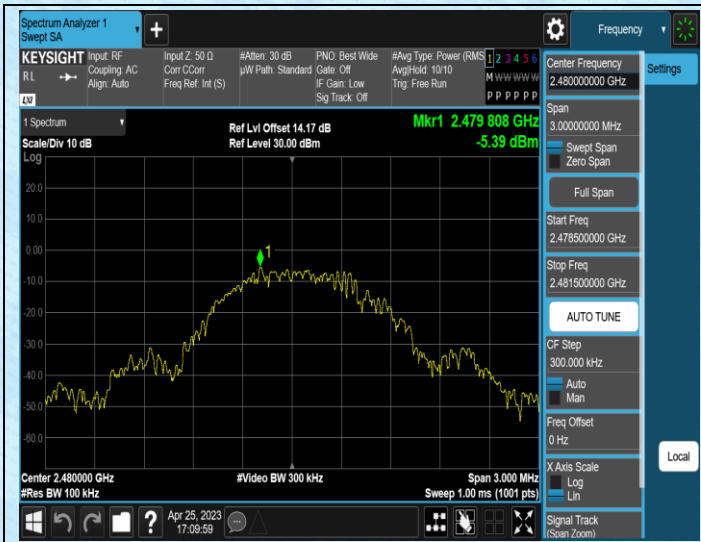 Spectrum Analyzer 1
Swept SA
+
Frequency
KEYSIGHT
RL
LXI
Input: RF
Coupling: AC
Align: Auto
Input Z: 50 Ω
Corr CCorr
Freq Ref: Int (S)
#Atten: 30 dB
µW Path: Standard
PNO: Best Wide
Gate: Off
IF Gain: Low
Sig Track: Off
#Avg Type: Power (RMS
Avg|Hold: 10/10
Trig: Free Run
1 2 3 4 5 6
M W W W W W
P P P P P P
1 Spectrum
Scale/Div 10 dB
Log
Ref Lvl Offset 14.17 dB
Ref Level 30.00 dBm
Mkr1 2.479 808 GHz
-5.39 dBm
1
20.0
10.0
0.00
-10.0
-20.0
-30.0
-40.0
-50.0
-60.0
Center 2.480000 GHz
#Res BW 100 kHz
#Video BW 300 kHz
Span 3.000 MHz
Sweep 1.00 ms (1001 pts)
?
Apr 25, 2023
17:09:59
Center Frequency
2.480000000 GHz
Span
3.00000000 MHz
Swept Span
Zero Span
Full Span
Start Freq
2.478500000 GHz
Stop Freq
2.481500000 GHz
AUTO TUNE
CF Step
300.000 kHz
Auto
Man
Freq Offset
0 Hz
X Axis Scale
Log
Lin
Signal Track
(Span Zoom)
Settings
Local